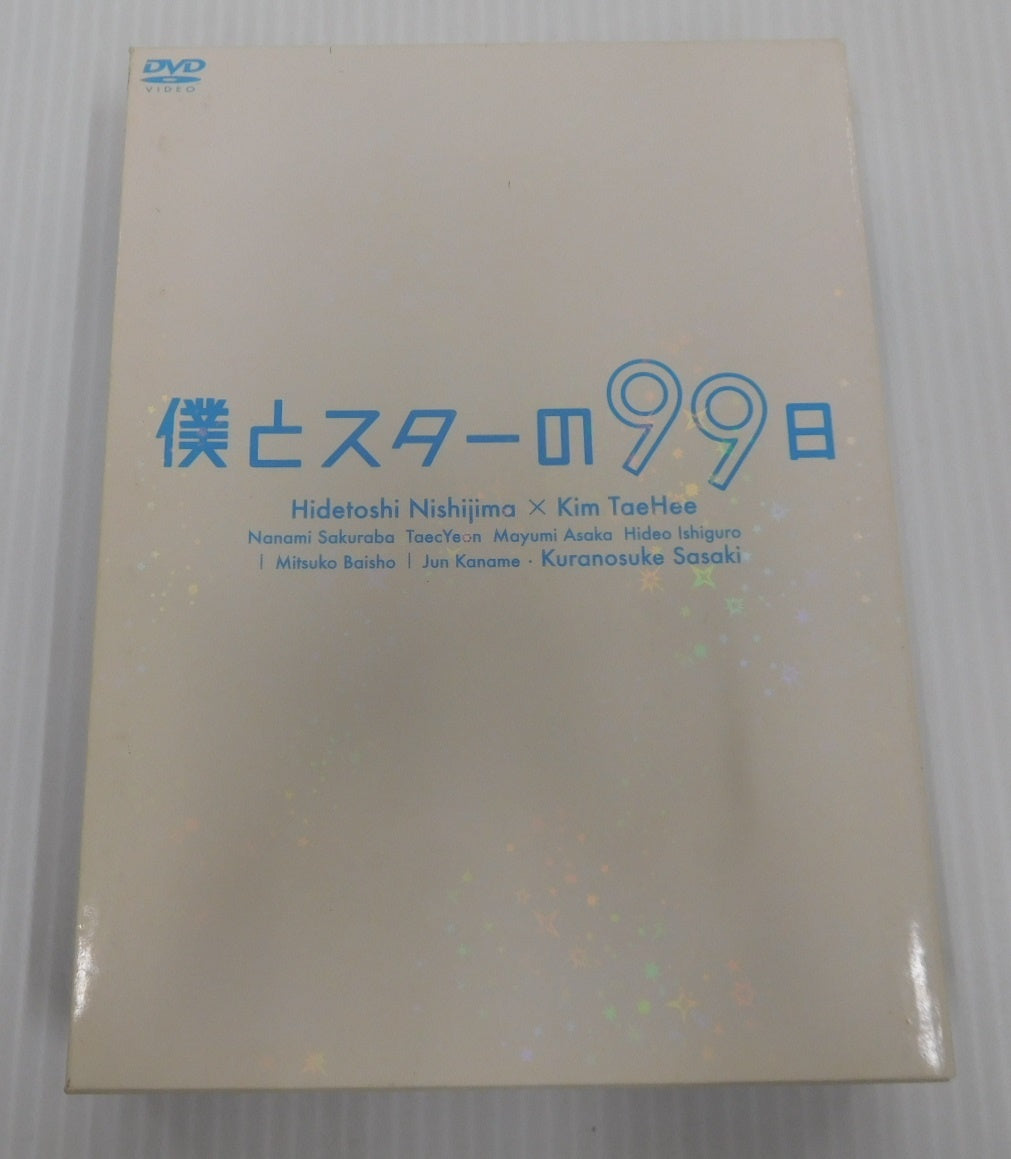 DVD
VIDEO
僕とスターの99日
Hidetoshi Nishijima × Kim TaeHee
Nanami Sakuraba TaecYeon Mayumi Asaka Hideo Ishiguro
| Mitsuko Baisho | Jun Kaname · Kuranosuke Sasaki